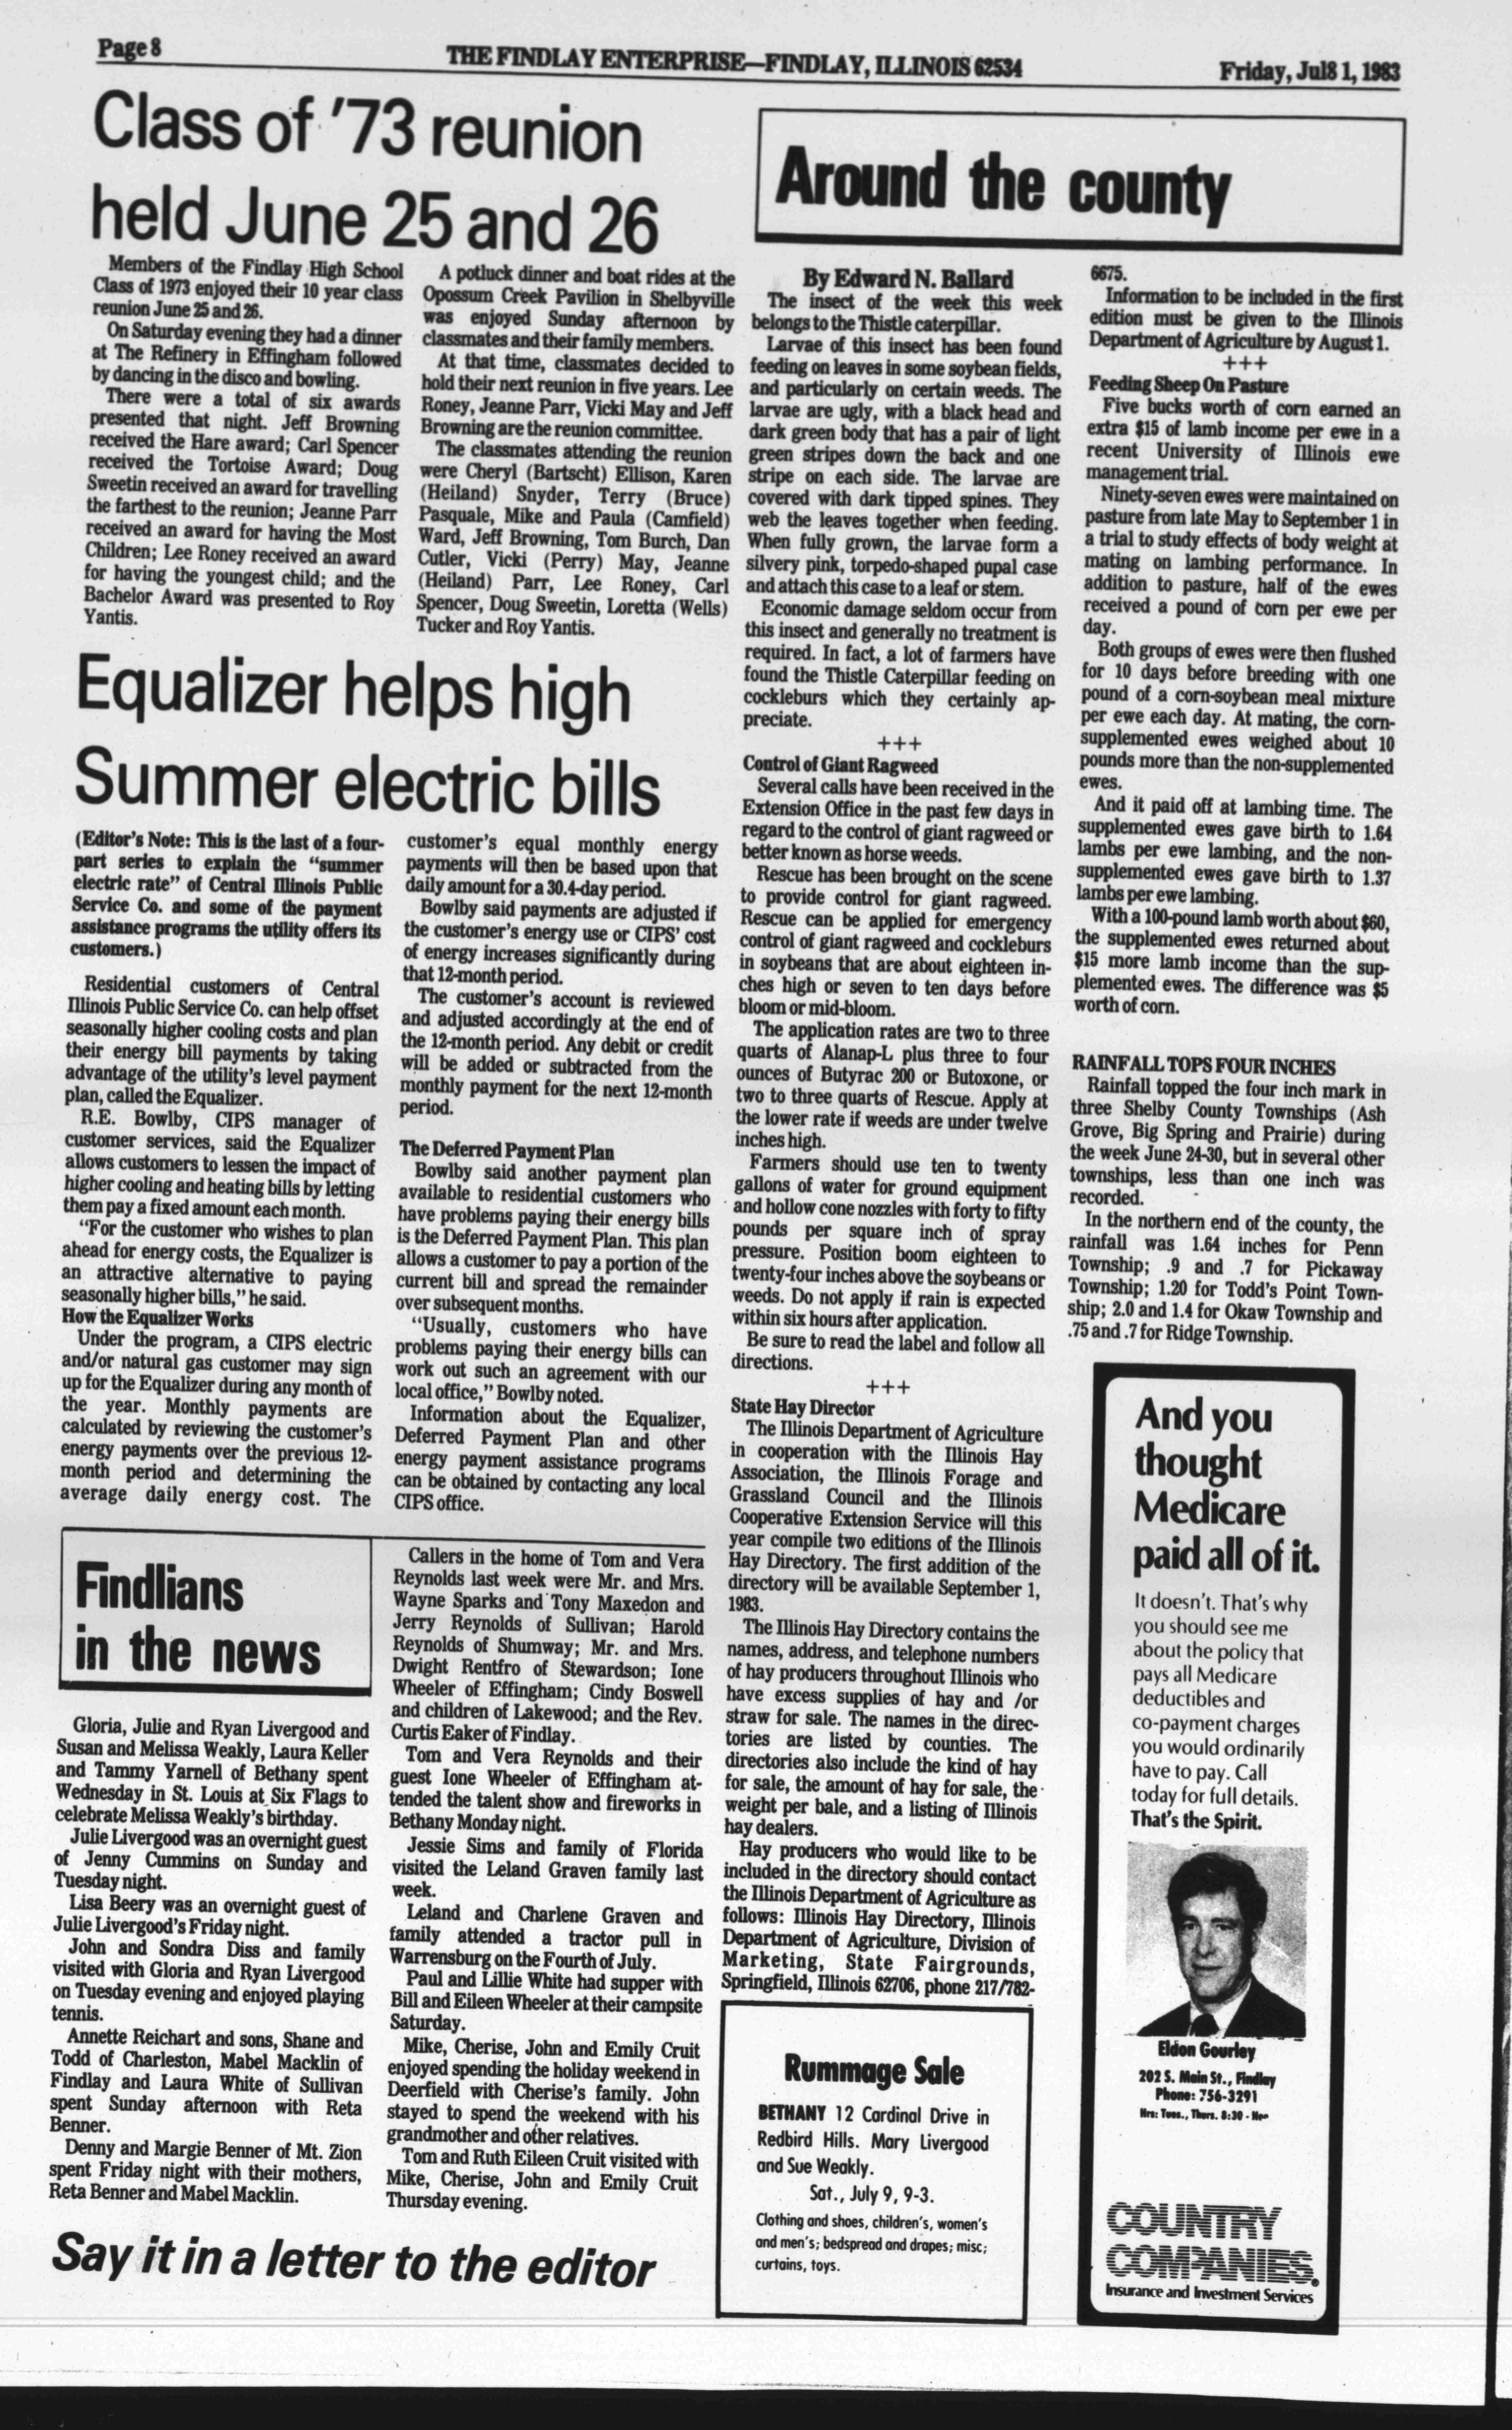 Page 8
THE FINDLAY ENTERPRISE—FINDLAY, ILLINOIS 62534
Friday, Jul8 1, 1983
Class of '73 reunion
held June 25 and 26
Members of the Findlay High School
Class of 1973 enjoyed their 10 year class
reunion June 25 and 26.
On Saturday evening they had a dinner
at The Refinery in Effingham followed
by dancing in the disco and bowling.
There were a total of six awards
presented that night. Jeff Browning
received the Hare award; Carl Spencer
received the Tortoise Award; Doug
Sweetin received an award for travelling
the farthest to the reunion; Jeanne Parr
received an award for having the Most
Children; Lee Roney received an award
for having the youngest child; and the
Bachelor Award was presented to Roy
Yantis.
A potluck dinner and boat rides at the
Opossum Creek Pavilion in Shelbyville
was enjoyed Sunday afternoon by
classmates and their family members.
At that time, classmates decided to
hold their next reunion in five years. Lee
Roney, Jeanne Parr, Vicki May and Jeff
Browning are the reunion committee.
The classmates attending the reunion
were Cheryl (Bartscht) Ellison, Karen
(Heiland) Snyder, Terry (Bruce)
Pasquale, Mike and Paula (Camfield)
Ward, Jeff Browning, Tom Burch, Dan
Cutler, Vicki (Perry) May, Jeanne
(Heiland) Parr, Lee Roney, Carl
Spencer, Doug Sweetin, Loretta (Wells)
Tucker and Roy Yantis.
Equalizer helps high
Summer electric bills
(Editor's Note: This is the last of a four-
part series to explain the "summer
electric rate" of Central Illinois Public
Service Co. and some of the payment
assistance programs the utility offers its
customers.)
Residential customers of Central
Illinois Public Service Co. can help offset
seasonally higher cooling costs and plan
their energy bill payments by taking
advantage of the utility's level payment
plan, called the Equalizer.
R.E. Bowlby, CIPS manager of
customer services, said the Equalizer
allows customers to lessen the impact of
higher cooling and heating bills by letting
them pay a fixed amount each month.
"For the customer who wishes to plan
ahead for energy costs, the Equalizer is
an attractive alternative to paying
seasonally higher bills," he said.
How the Equalizer Works
Under the program, a CIPS electric
and/or natural gas customer may sign
up for the Equalizer during any month of
the year. Monthly payments are
calculated by reviewing the customer's
energy payments over the previous 12-
month period and determining the
average daily energy cost. The
customer's equal monthly energy
payments will then be based upon that
daily amount for a 30.4-day period.
Bowlby said payments are adjusted if
the customer's energy use or CIPS' cost
of energy increases significantly during
that 12-month period.
The customer's account is reviewed
and adjusted accordingly at the end of
the 12-month period. Any debit or credit
will be added or subtracted from the
monthly payment for the next 12-month
period.
The Deferred Payment Plan
Bowlby said another payment plan
available to residential customers who
have problems paying their energy bills
is the Deferred Payment Plan. This plan
allows a customer to pay a portion of the
current bill and spread the remainder
over subsequent months.
"Usually, customers who have
problems paying their energy bills can
work out such an agreement with our
local office," Bowlby noted.
Information about the Equalizer,
Deferred Payment Plan and other
energy payment assistance programs
can be obtained by contacting any local
CIPS office.
Findlians
in the news
Gloria, Julie and Ryan Livergood and
Susan and Melissa Weakly, Laura Keller
and Tammy Yarnell of Bethany spent
Wednesday in St. Louis at Six Flags to
celebrate Melissa Weakly's birthday.
Julie Livergood was an overnight guest
of Jenny Cummins on Sunday and
Tuesday night.
Lisa Beery was an overnight guest of
Julie Livergood's Friday night.
John and Sondra Diss and family
visited with Gloria and Ryan Livergood
on Tuesday evening and enjoyed playing
tennis.
Annette Reichart and sons, Shane and
Todd of Charleston, Mabel Macklin of
Findlay and Laura White of Sullivan
spent Sunday afternoon with Reta
Benner.
Denny and Margie Benner of Mt. Zion
spent Friday night with their mothers,
Reta Benner and Mabel Macklin.
Callers in the home of Tom and Vera
Reynolds last week were Mr. and Mrs.
Wayne Sparks and Tony Maxedon and
Jerry Reynolds of Sullivan; Harold
Reynolds of Shumway; Mr. and Mrs.
Dwight Rentfro of Stewardson; Ione
Wheeler of Effingham; Cindy Boswell
and children of Lakewood; and the Rev.
Curtis Eaker of Findlay.
Tom and Vera Reynolds and their
guest Ione Wheeler of Effingham at-
tended the talent show and fireworks in
Bethany Monday night.
Jessie Sims and family of Florida
visited the Leland Graven family last
week.
Leland and Charlene Graven and
family attended a tractor pull in
Warrensburg on the Fourth of July.
Paul and Lillie White had supper with
Bill and Eileen Wheeler at their campsite
Saturday.
Mike, Cherise, John and Emily Cruit
enjoyed spending the holiday weekend in
Deerfield with Cherise's family. John
stayed to spend the weekend with his
grandmother and other relatives.
Tom and Ruth Eileen Cruit visited with
Mike, Cherise, John and Emily Cruit
Thursday evening.
Say it in a letter to the editor
Around the county
By Edward N. Ballard
The insect of the week this week
belongs to the Thistle caterpillar.
Larvae of this insect has been found
feeding on leaves in some soybean fields,
and particularly on certain weeds. The
larvae are ugly, with a black head and
dark green body that has a pair of light
green stripes down the back and one
stripe on each side. The larvae are
covered with dark tipped spines. They
web the leaves together when feeding.
When fully grown, the larvae form a
silvery pink, torpedo-shaped pupal case
and attach this case to a leaf or stem.
Economic damage seldom occur from
this insect and generally no treatment is
required. In fact, a lot of farmers have
found the Thistle Caterpillar feeding on
cockleburs which they certainly ap-
preciate.
+++
Control of Giant Ragweed
Several calls have been received in the
Extension Office in the past few days in
regard to the control of giant ragweed or
better known as horse weeds.
Rescue has been brought on the scene
to provide control for giant ragweed.
Rescue can be applied for emergency
control of giant ragweed and cockleburs
in soybeans that are about eighteen in-
ches high or seven to ten days before
bloom or mid-bloom.
The application rates are two to three
quarts of Alanap-L plus three to four
ounces of Butyrac 200 or Butoxone, or
two to three quarts of Rescue. Apply at
the lower rate if weeds are under twelve
inches high.
Farmers should use ten to twenty
gallons of water for ground equipment
and hollow cone nozzles with forty to fifty
pounds per square inch of spray
pressure. Position boom eighteen to
twenty-four inches above the soybeans or
weeds. Do not apply if rain is expected
within six hours after application.
Be sure to read the label and follow all
directions.
+++
State Hay Director
The Illinois Department of Agriculture
in cooperation with the Illinois Hay
Association, the Illinois Forage and
Grassland Council and the Illinois
Cooperative Extension Service will this
year compile two editions of the Illinois
Hay Directory. The first addition of the
directory will be available September 1,
1983.
The Illinois Hay Directory contains the
names, address, and telephone numbers
of hay producers throughout Illinois who
have excess supplies of hay and /or
straw for sale. The names in the direc-
tories are listed by counties. The
directories also include the kind of hay
for sale, the amount of hay for sale, the
weight per bale, and a listing of Illinois
hay dealers.
Hay producers who would like to be
included in the directory should contact
the Illinois Department of Agriculture as
follows: Illinois Hay Directory, Illinois
Department of Agriculture, Division of
Marketing, State Fairgrounds,
Springfield, Illinois 62706, phone 217/782-
6675.
Information to be included in the first
edition must be given to the Illinois
Department of Agriculture by August 1.
+++
Feeding Sheep On Pasture
Five bucks worth of corn earned an
extra $15 of lamb income per ewe in a
recent University of Illinois ewe
management trial.
Ninety-seven ewes were maintained on
pasture from late May to September 1 in
a trial to study effects of body weight at
mating on lambing performance. In
addition to pasture, half of the ewes
received a pound of corn per ewe per
day.
Both groups of ewes were then flushed
for 10 days before breeding with one
pound of a corn-soybean meal mixture
per ewe each day. At mating, the corn-
supplemented ewes weighed about 10
pounds more than the non-supplemented
ewes.
And it paid off at lambing time. The
supplemented ewes gave birth to 1.64
lambs per ewe lambing, and the non-
supplemented ewes gave birth to 1.37
lambs per ewe lambing.
With a 100-pound lamb worth about $60,
the supplemented ewes returned about
$15 more lamb income than the sup-
plemented ewes. The difference was $5
worth of corn.
RAINFALL TOPS FOUR INCHES
Rainfall topped the four inch mark in
three Shelby County Townships (Ash
Grove, Big Spring and Prairie) during
the week June 24-30, but in several other
townships, less than one inch was
recorded.
In the northern end of the county, the
rainfall was 1.64 inches for Penn
Township; .9 and .7 for Pickaway
Township; 1.20 for Todd's Point Town-
ship; 2.0 and 1.4 for Okaw Township and
.75 and .7 for Ridge Township.
Rummage Sale
BETHANY 12 Cardinal Drive in
Redbird Hills. Mary Livergood
and Sue Weakly.
Sat., July 9, 9-3.
Clothing and shoes, children's, women's
and men's; bedspread and drapes; misc;
curtains, toys.
And you
thought
Medicare
paid all of it.
It doesn't. That's why
you should see me
about the policy that
pays all Medicare
deductibles and
co-payment charges
you would ordinarily
have to pay. Call
today for full details.
That's the Spirit.
Eldon Gourley
202 S. Main St., Findlay
Phone: 756-3291
Hrs: Tues., Thurs. 8:30 -
COUNTRY
COMPANIES®
Insurance and Investment Services